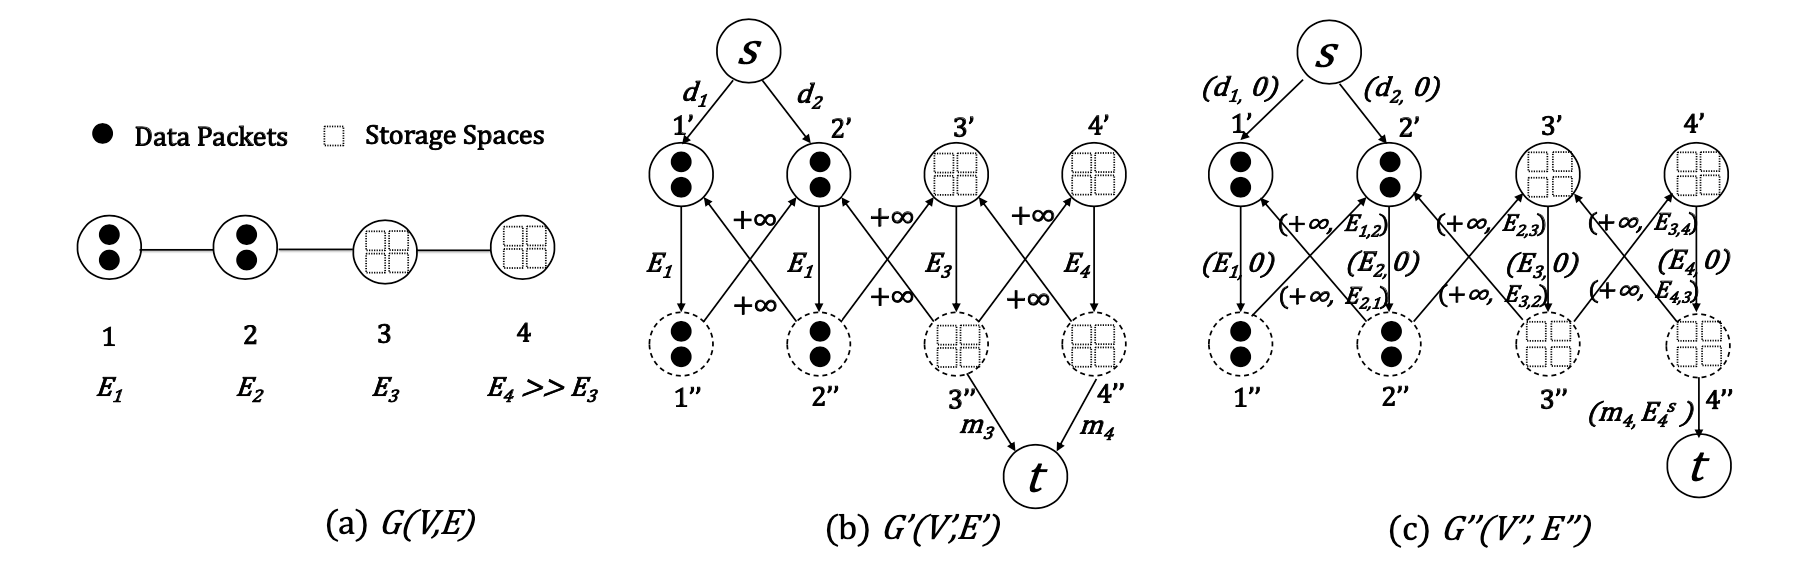 Data Packets
Storage Spaces
1
2
3
4
E1
E2
E3
E4 >> E3
(a) G(V,E)
s
d1
d2
1'
2'
3'
4'
+∞
+∞
+∞
E1
E1
E3
E4
+∞
+∞
+∞
1''
2''
3''
4''
m3
m4
t
(b) G'(V',E')
s
(d1, 0)
(d2, 0)
1'
2'
3'
4'
(+∞, E1,2)
(+∞, E2,3)
(+∞, E3,4)
(E1, 0)
(E2, 0)
(E3, 0)
(E4, 0)
(+∞, E2,1)
(+∞, E3,2)
(+∞, E4,3)
1''
2''
3''
4''
(m4, E4s)
t
(c) G''(V'', E'')